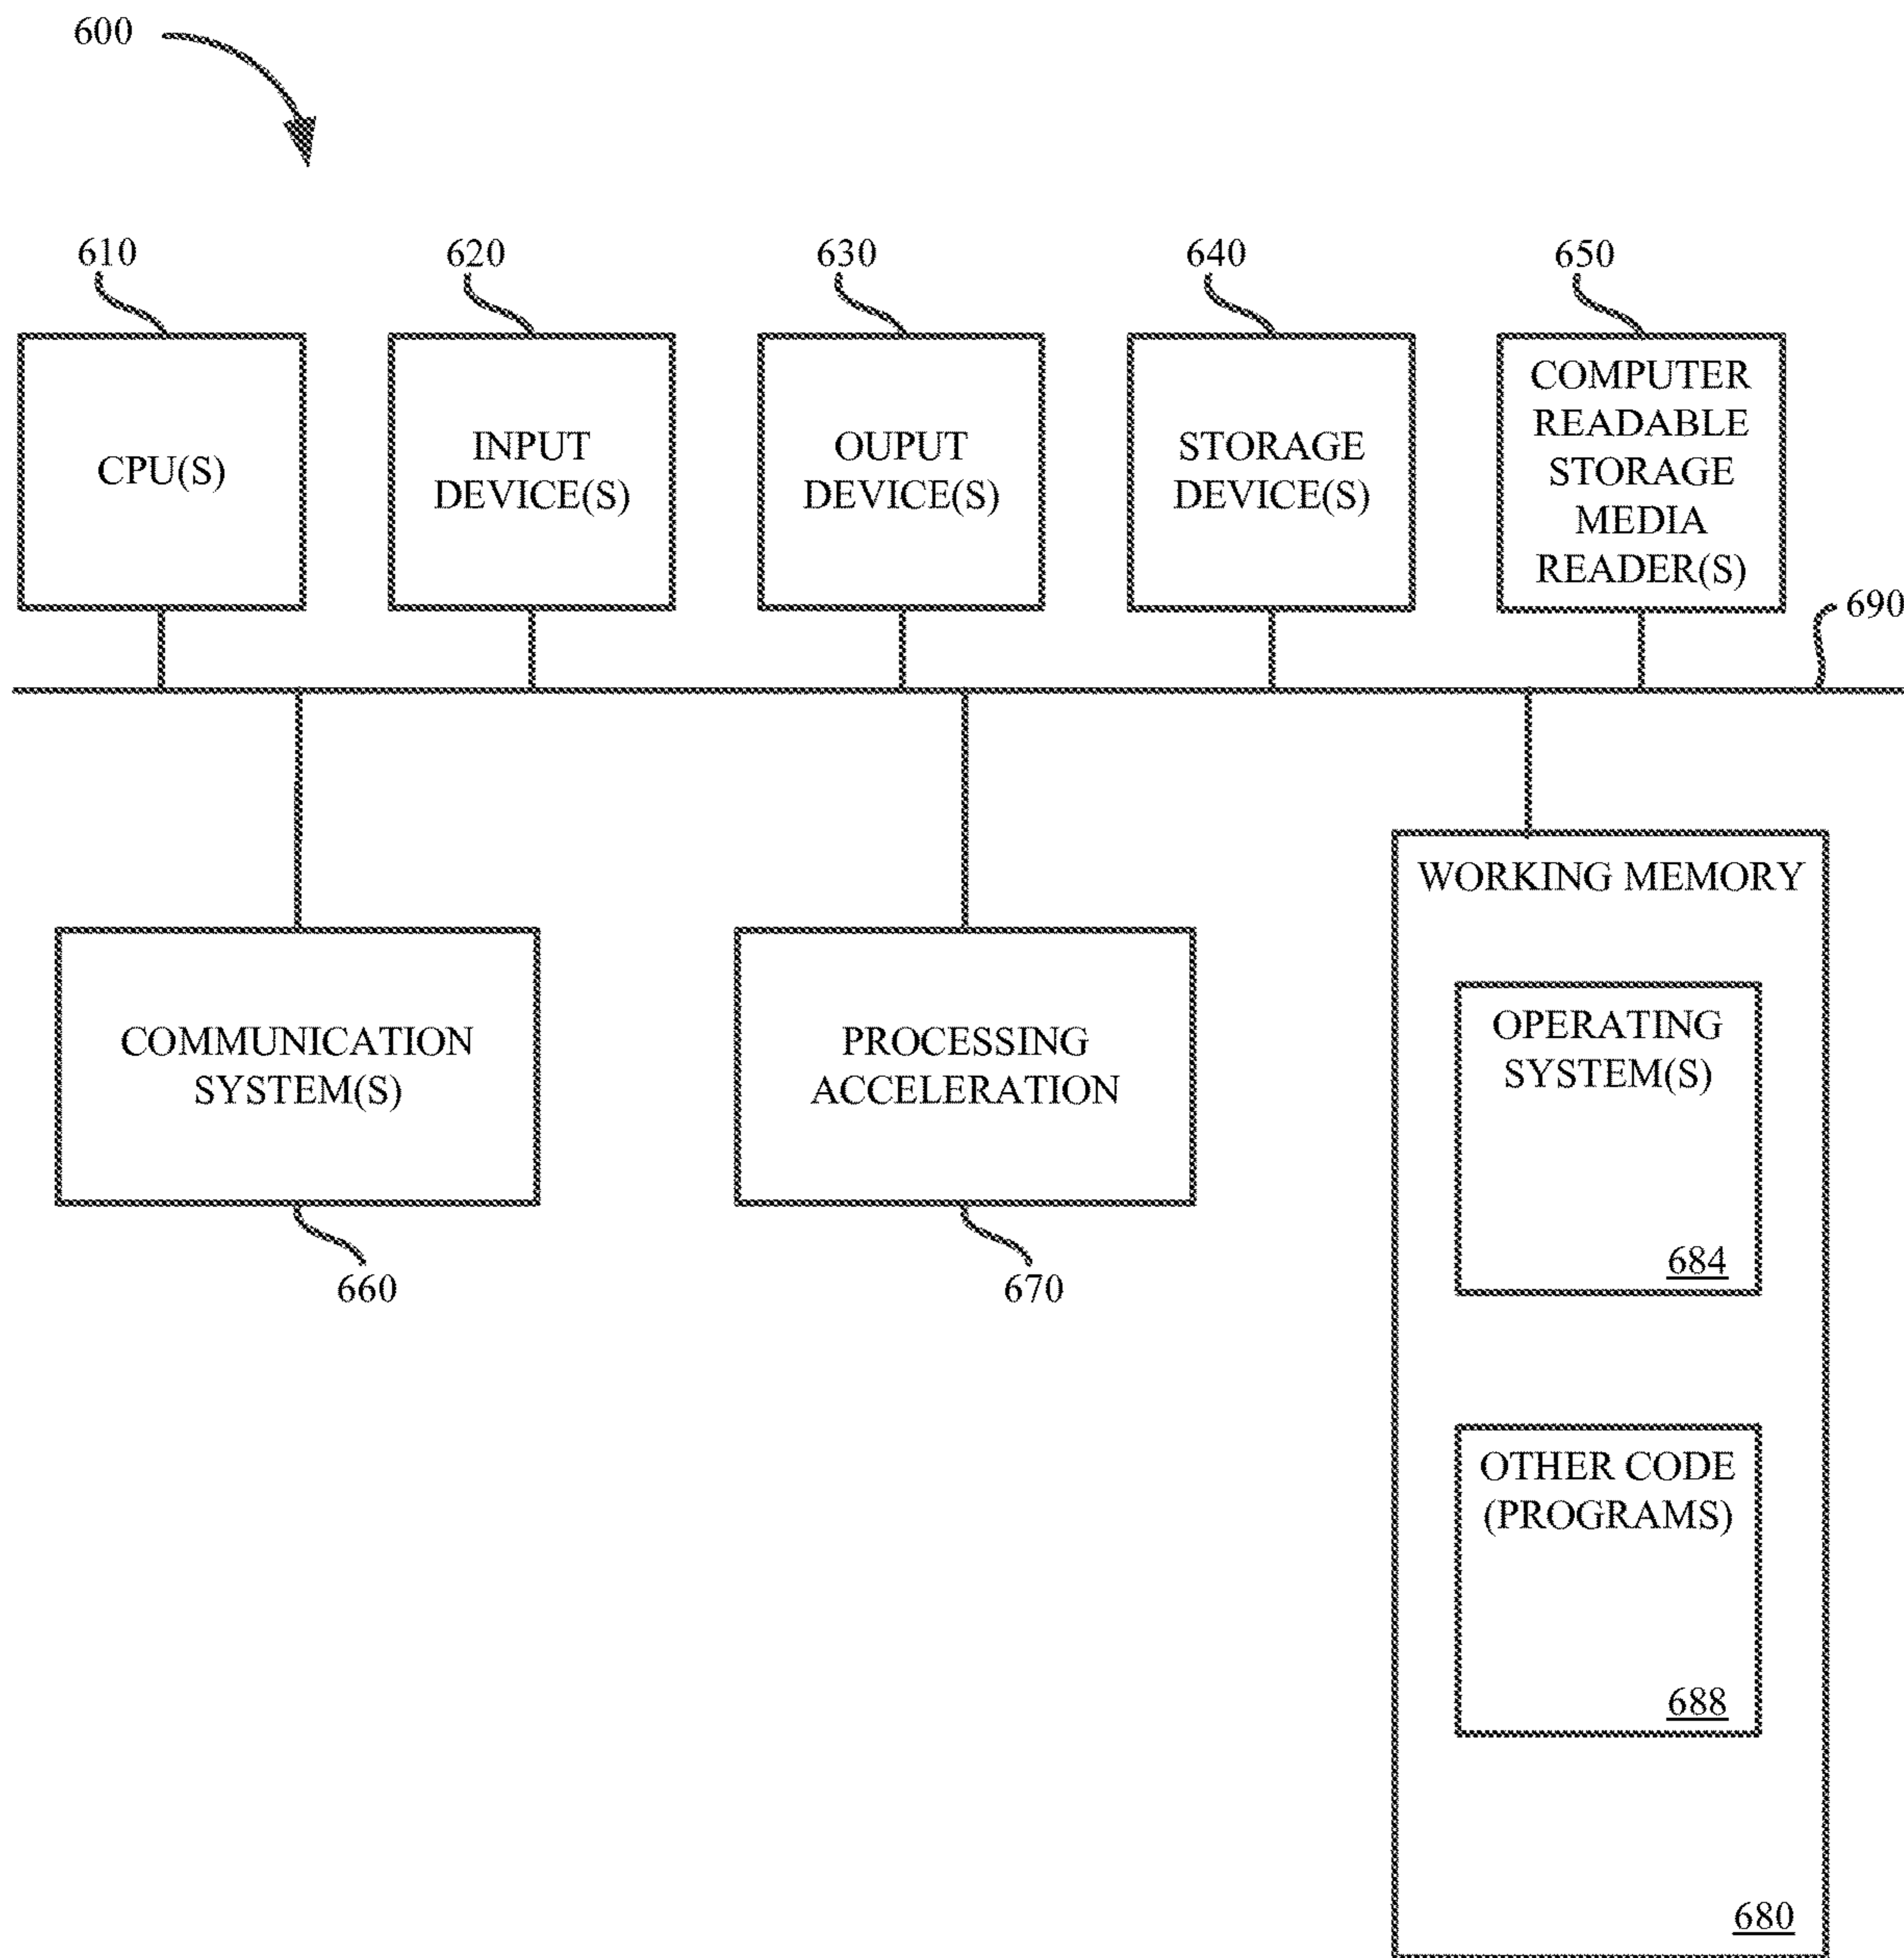 600
610
620
630
640
650
CPU(S)
INPUT
DEVICE(S)
OUPUT
DEVICE(S)
STORAGE
DEVICE(S)
COMPUTER
READABLE
STORAGE
MEDIA
READER(S)
690
WORKING MEMORY
COMMUNICATION
SYSTEM(S)
PROCESSING
ACCELERATION
OPERATING
SYSTEM(S)
684
660
670
OTHER CODE
(PROGRAMS)
688
680